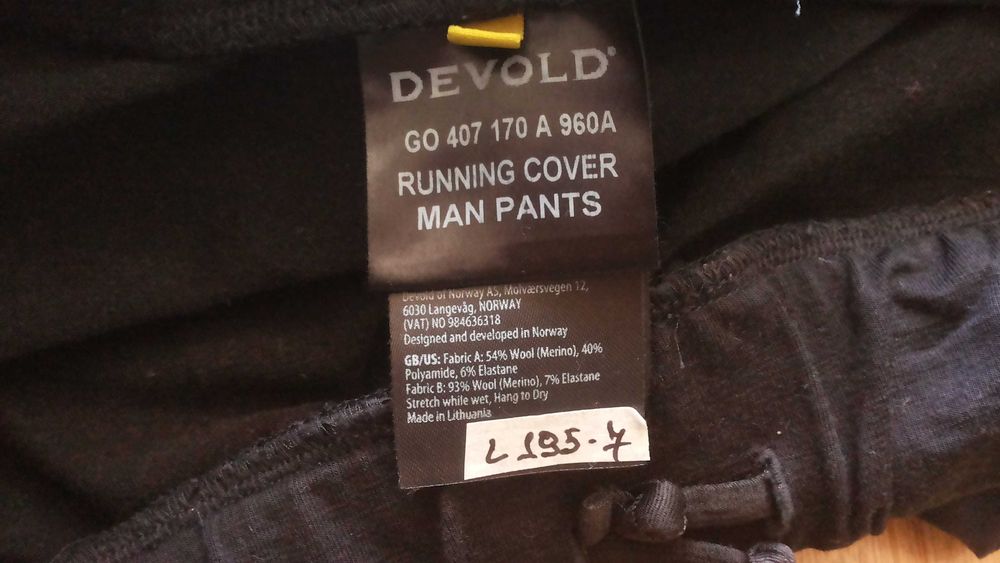 DEVOLD®
GO 407 170 A 960A
RUNNING COVER
MAN PANTS
Devold of Norway AS, Molværsvegen 12,
6030 Langevåg, NORWAY
(VAT) NO 984636318
Designed and developed in Norway
GB/US: Fabric A: 54% Wool (Merino), 40%
Polyamide, 6% Elastane
Fabric B: 93% Wool (Merino), 7% Elastane
Stretch while wet, Hang to Dry
Made in Lithuania
L 195-7